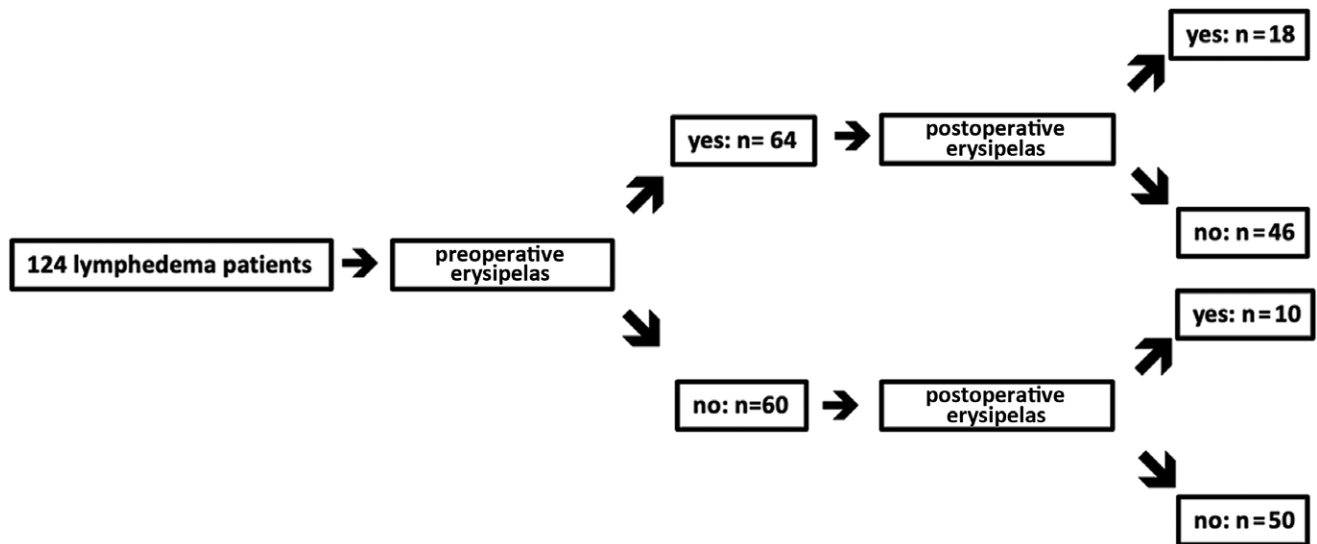 124 lymphedema patients
preoperative
erysipelas
yes: n= 64
postoperative
erysipelas
yes: n=18
no: n=46
no: n=60
postoperative
erysipelas
yes: n=10
no: n=50